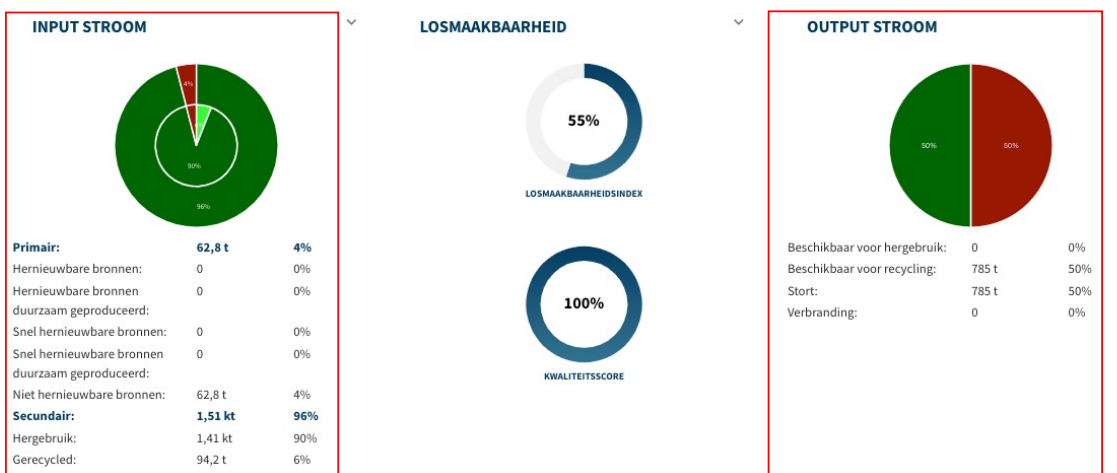 INPUT STROOM
4%
90%
96%
Primair: 62,8 t 4%
Hernieuwbare bronnen: 0 0%
Hernieuwbare bronnen
duurzaam geproduceerd: 0 0%
Snel hernieuwbare bronnen: 0 0%
Snel hernieuwbare bronnen
duurzaam geproduceerd: 0 0%
Niet hernieuwbare bronnen: 62,8 t 4%
Secundair: 1,51 kt 96%
Hergebruik: 1,41 kt 90%
Gerecycled: 94,2 t 6%
LOSMAAKBAARHEID
55%
LOSMAAKBAARHEIDSINDEX
100%
KWALITEITSSCORE
OUTPUT STROOM
50% 50%
Beschikbaar voor hergebruik: 0 0%
Beschikbaar voor recycling: 785 t 50%
Stort: 785 t 50%
Verbranding: 0 0%